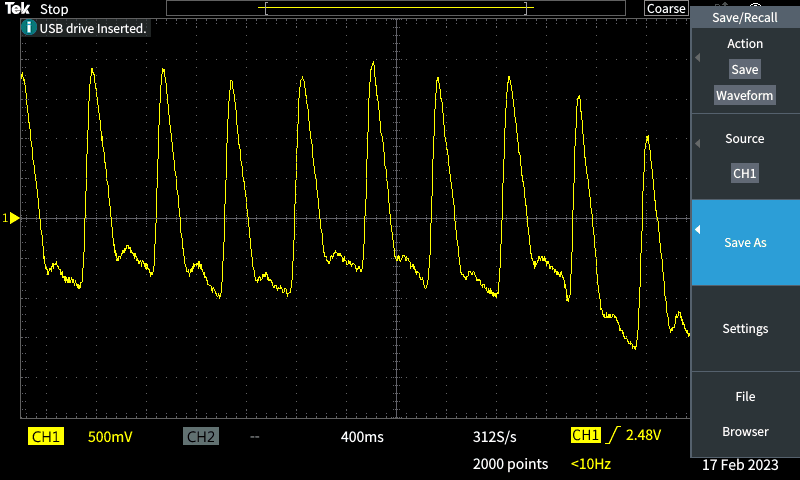 Tek Stop
Coarse
i USB drive Inserted.
Save/Recall
Action
Save
Waveform
Source
CH1
Save As
Settings
File
Browser
1
CH1 500mV CH2 -- 400ms 312S/s CH1 2.48V
2000 points <10Hz 17 Feb 2023